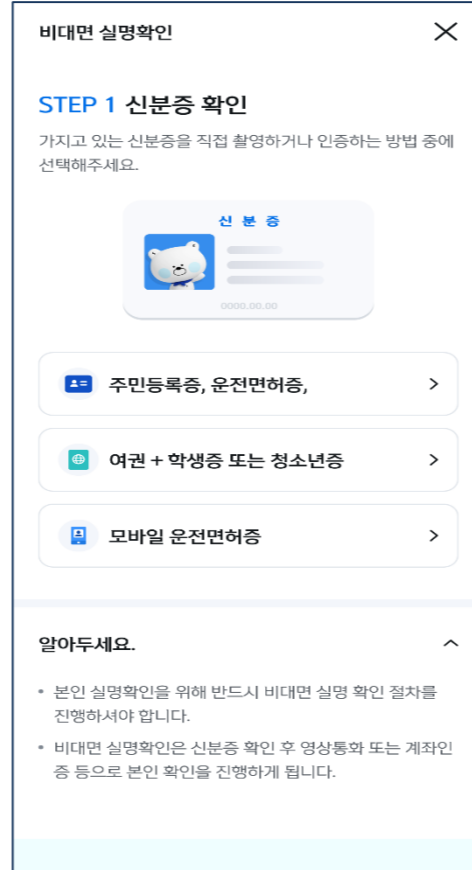 비대면 실명확인
STEP 1 신분증 확인
가지고 있는 신분증을 직접 촬영하거나 인증하는 방법 중에
선택해주세요.
신 분 증
0000.00.00
주민등록증, 운전면허증,
여권 + 학생증 또는 청소년증
모바일 운전면허증
알아두세요.
• 본인 실명확인을 위해 반드시 비대면 실명 확인 절차를
진행하셔야 합니다.
• 비대면 실명확인은 신분증 확인 후 영상통화 또는 계좌인
증 등으로 본인 확인을 진행하게 됩니다.